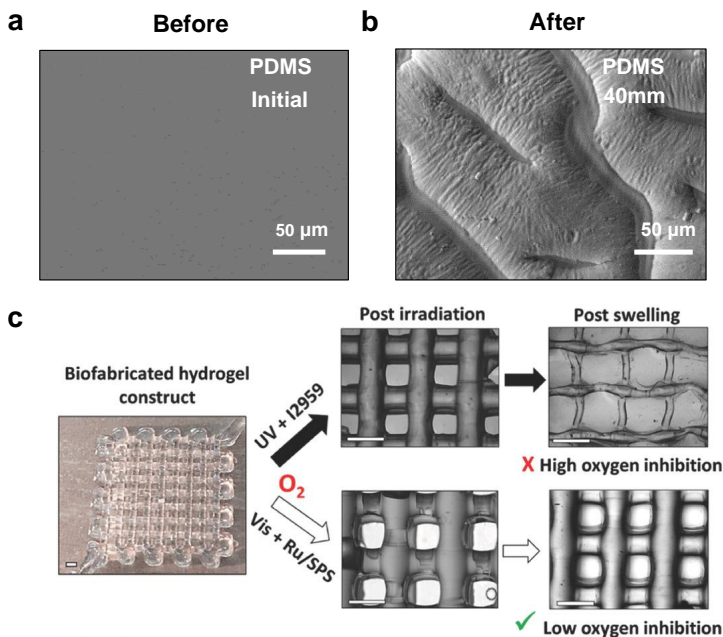 a
Before
PDMS
Initial
50 µm
b
After
PDMS
40mm
50 µm
c
Biofabricated hydrogel
construct
UV + I2959
O2
Vis + Ru/SPS
Post irradiation
Post swelling
X High oxygen inhibition
✓ Low oxygen inhibition